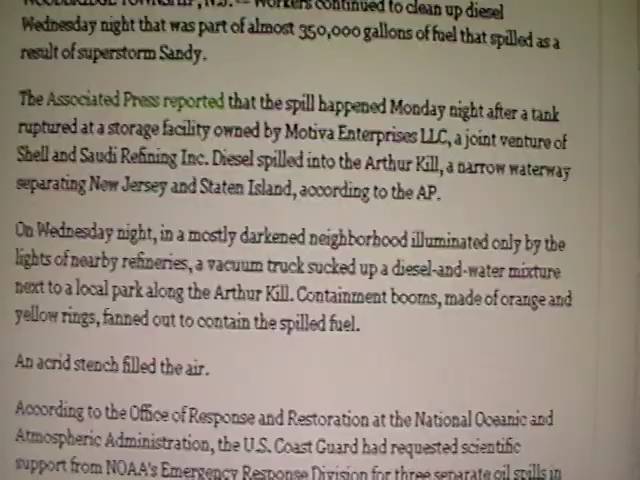 WOODBRIDGE TOWNSHIP, N.J. — Workers continued to clean up diesel
Wednesday night that was part of almost 350,000 gallons of fuel that spilled as a
result of superstorm Sandy.
The Associated Press reported that the spill happened Monday night after a tank
ruptured at a storage facility owned by Motiva Enterprises LLC, a joint venture of
Shell and Saudi Refining Inc. Diesel spilled into the Arthur Kill, a narrow waterway
separating New Jersey and Staten Island, according to the AP.
On Wednesday night, in a mostly darkened neighborhood illuminated only by the
lights of nearby refineries, a vacuum truck sucked up a diesel-and-water mixture
next to a local park along the Arthur Kill. Containment booms, made of orange and
yellow rings, fanned out to contain the spilled fuel.
An acrid stench filled the air.
According to the Office of Response and Restoration at the National Oceanic and
Atmospheric Administration, the U.S. Coast Guard had requested scientific
support from NOAA's Emergency Response Division for three separate oil spills in